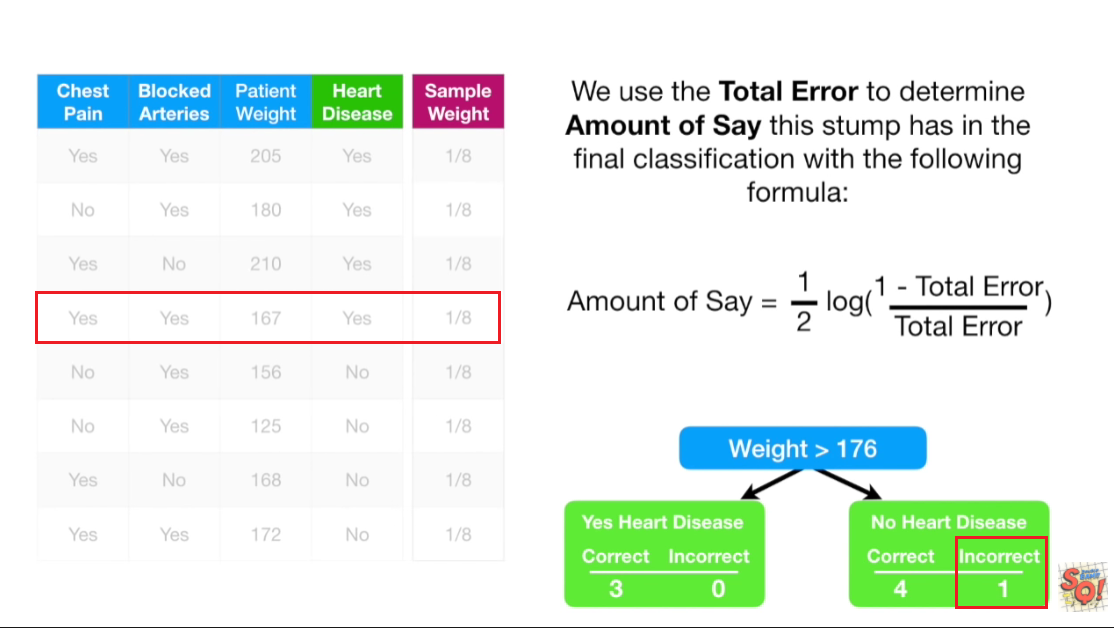 Chest Pain Blocked Arteries Patient Weight Heart Disease Sample Weight
Yes Yes 205 Yes 1/8
No Yes 180 Yes 1/8
Yes No 210 Yes 1/8
Yes Yes 167 Yes 1/8
No Yes 156 No 1/8
No Yes 125 No 1/8
Yes No 168 No 1/8
Yes Yes 172 No 1/8
We use the Total Error to determine
Amount of Say this stump has in the
final classification with the following
formula:
Amount of Say = 1/2 log(1 - Total Error / Total Error)
Weight > 176
Yes Heart Disease
Correct Incorrect
3 0
No Heart Disease
Correct Incorrect
4 1
SQ!